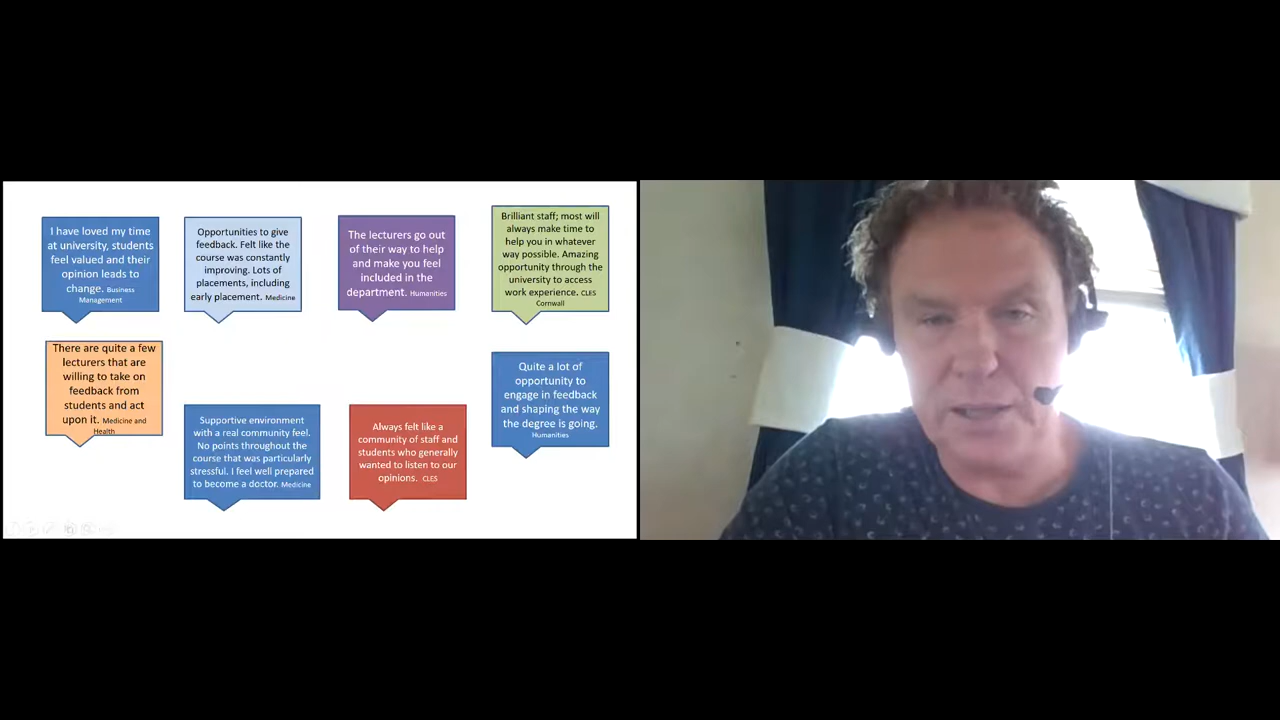 I have loved my time
at university, students
feel valued and their
opinion leads to
change. Business
Management
Opportunities to give
feedback. Felt like the
course was constantly
improving. Lots of
placements, including
early placement. Medicine
The lecturers go out
of their way to help
and make you feel
included in the
department. Humanities
Brilliant staff; most will
always make time to
help you in whatever
way possible. Amazing
opportunity through the
university to access
work experience. CLES
Cornwall
There are quite a few
lecturers that are
willing to take on
feedback from
students and act
upon it. Medicine and
Health
Supportive environment
with a real community feel.
No points throughout the
course that was particularly
stressful. I feel well prepared
to become a doctor. Medicine
Always felt like a
community of staff and
students who generally
wanted to listen to our
opinions. CLES
Quite a lot of
opportunity to
engage in feedback
and shaping the way
the degree is going.
Humanities